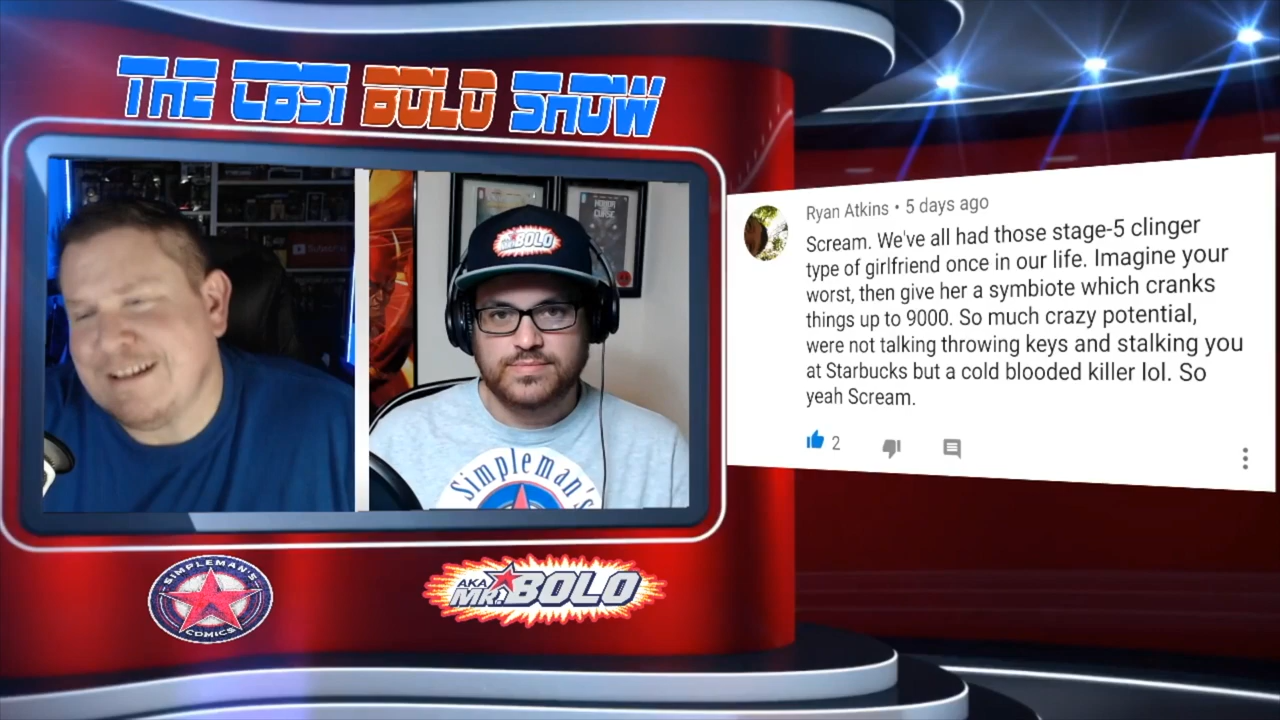 THE CBSI BOLO SHOW
HORROR
CURSE
MR. BOLO
Simpleman's
Ryan Atkins • 5 days ago
Scream. We've all had those stage-5 clinger
type of girlfriend once in our life. Imagine your
worst, then give her a symbiote which cranks
things up to 9000. So much crazy potential,
were not talking throwing keys and stalking you
at Starbucks but a cold blooded killer lol. So
yeah Scream.
2
SIMPLEMAN'S
COMICS
AKA
MR. BOLO